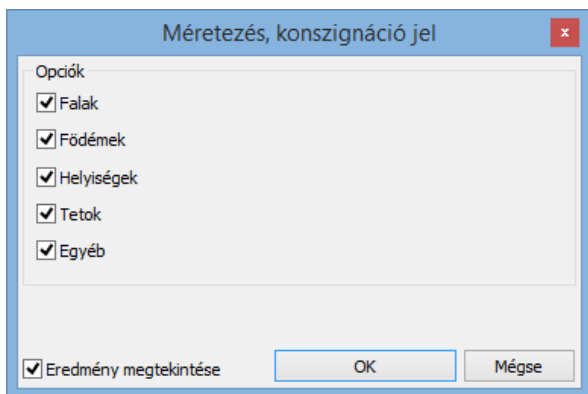 Méretezés, konszignáció jel
x
Opciók
Falak
Födémek
Helyiségek
Tetok
Egyéb
Eredmény megtekintése
OK
Mégse